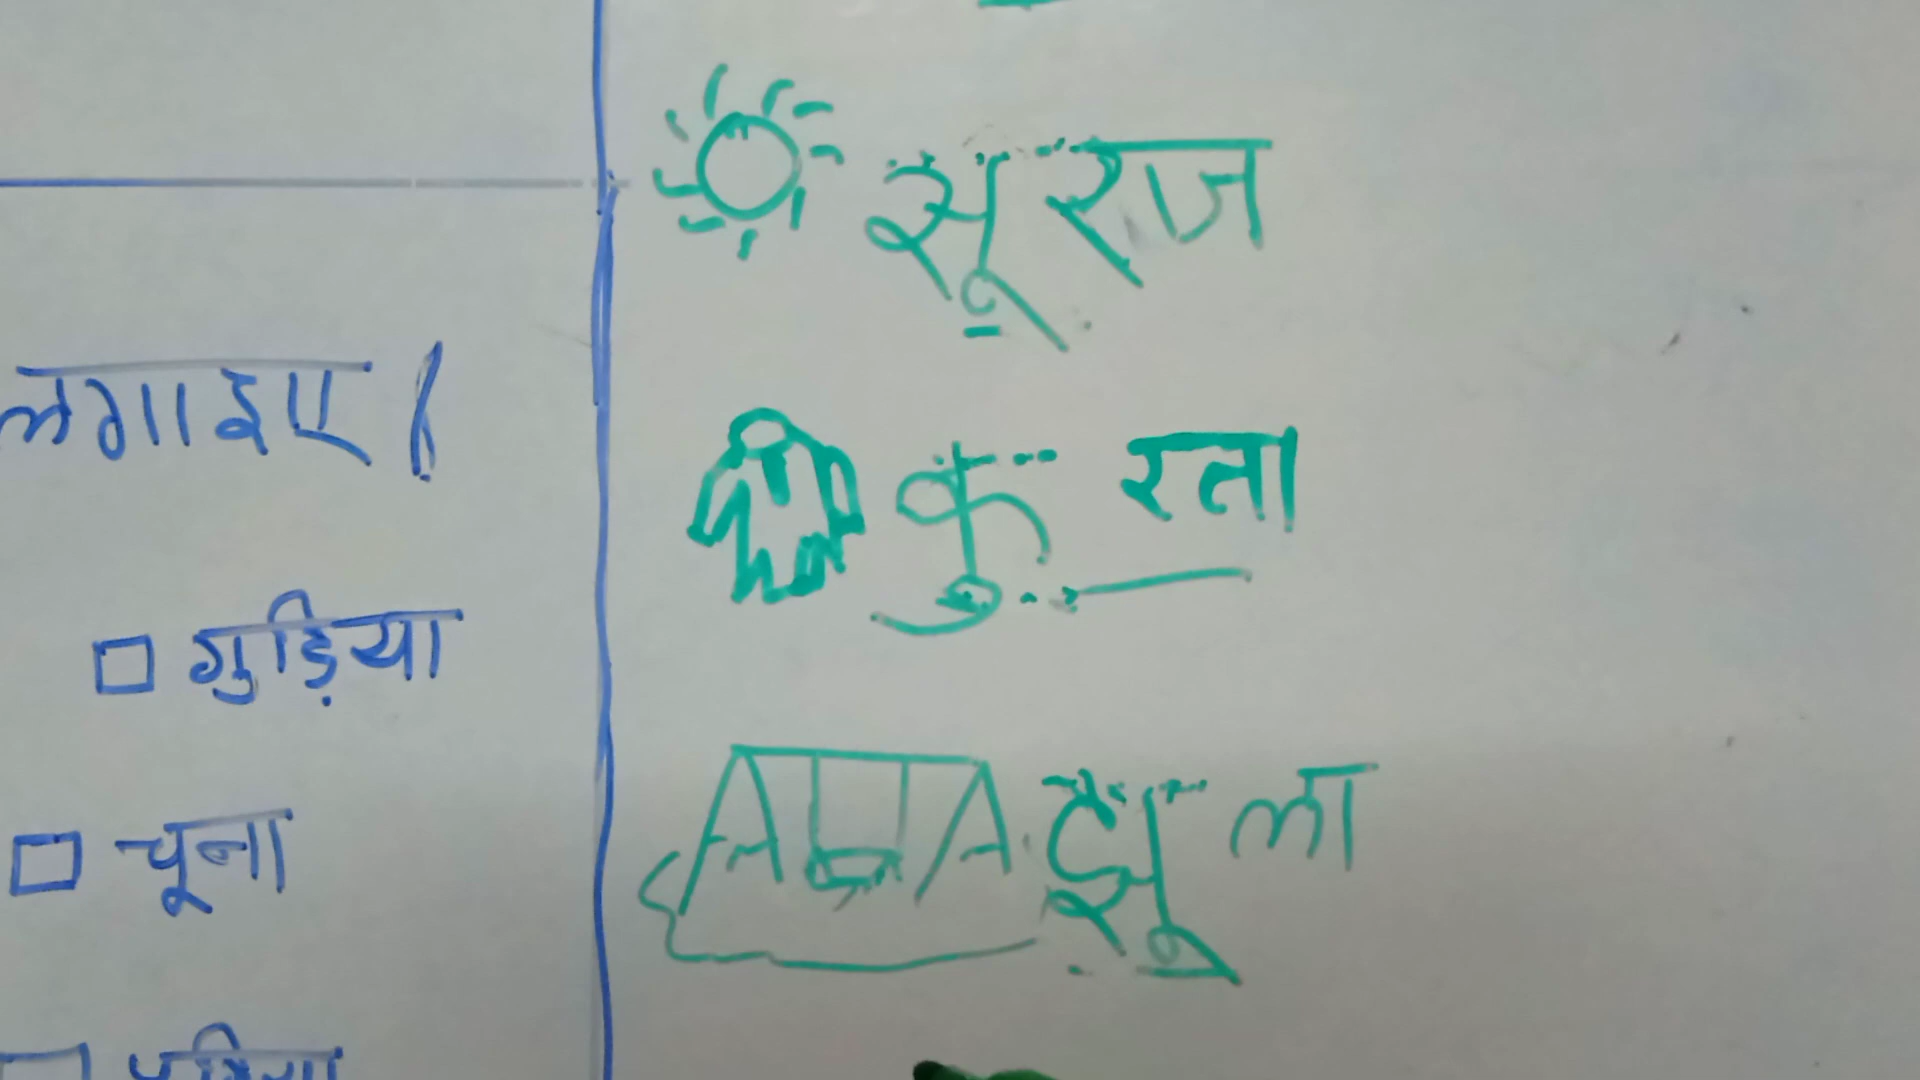 लगाइए।
गुड़िया
चूना
सूरज
कुरता
झूला